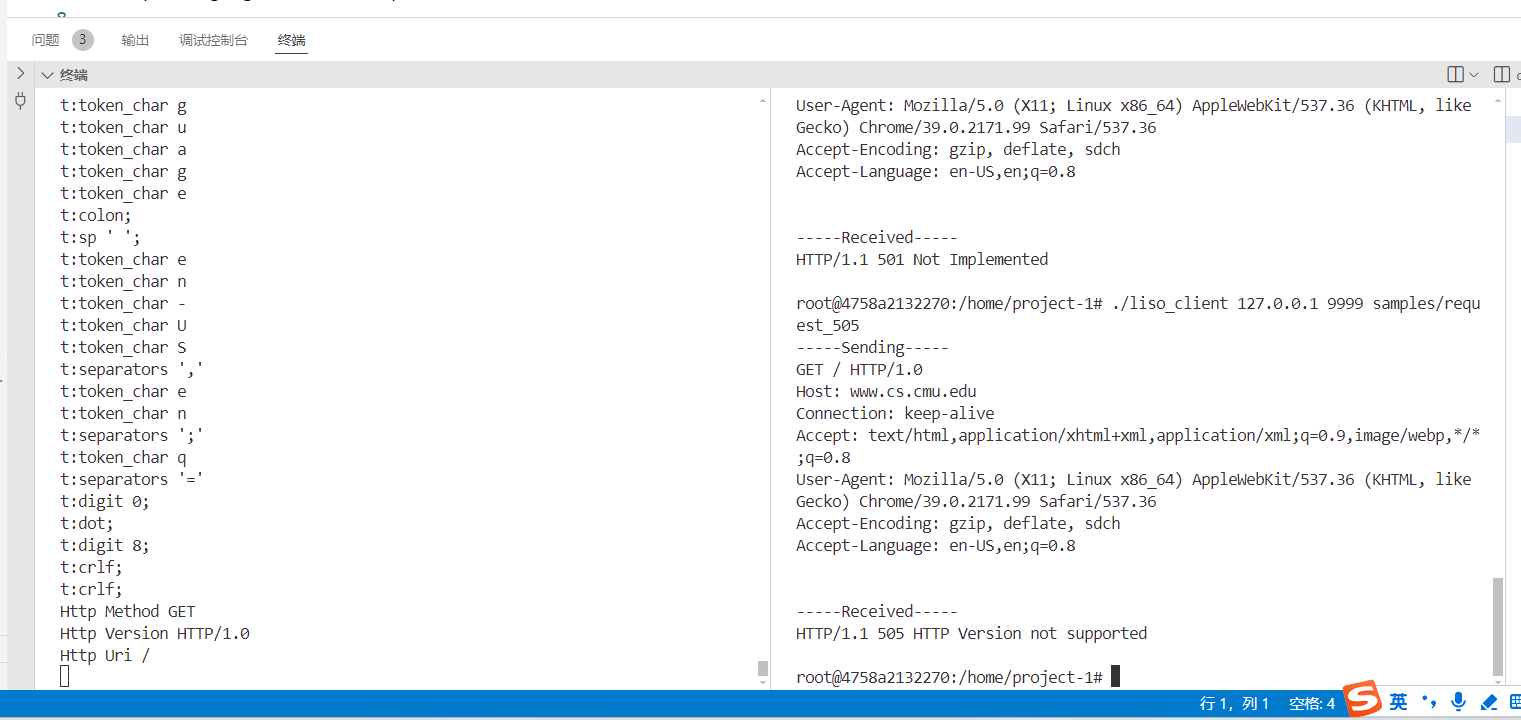 问题 3 输出 调试控制台 终端
终端
t:token_char g
t:token_char u
t:token_char a
t:token_char g
t:token_char e
t:colon;
t:sp ' ';
t:token_char e
t:token_char n
t:token_char -
t:token_char U
t:token_char S
t:separators ','
t:token_char e
t:token_char n
t:separators ';'
t:token_char q
t:separators '='
t:digit 0;
t:dot;
t:digit 8;
t:crlf;
t:crlf;
Http Method GET
Http Version HTTP/1.0
Http Uri /
User-Agent: Mozilla/5.0 (X11; Linux x86_64) AppleWebKit/537.36 (KHTML, like
Gecko) Chrome/39.0.2171.99 Safari/537.36
Accept-Encoding: gzip, deflate, sdch
Accept-Language: en-US,en;q=0.8
-----Received-----
HTTP/1.1 501 Not Implemented
root@4758a2132270:/home/project-1# ./liso_client 127.0.0.1 9999 samples/requ
est_505
-----Sending-----
GET / HTTP/1.0
Host: www.cs.cmu.edu
Connection: keep-alive
Accept: text/html,application/xhtml+xml,application/xml;q=0.9,image/webp,*/*
;q=0.8
User-Agent: Mozilla/5.0 (X11; Linux x86_64) AppleWebKit/537.36 (KHTML, like
Gecko) Chrome/39.0.2171.99 Safari/537.36
Accept-Encoding: gzip, deflate, sdch
Accept-Language: en-US,en;q=0.8
-----Received-----
HTTP/1.1 505 HTTP Version not supported
root@4758a2132270:/home/project-1#
行 1，列 1 空格: 4 S 英